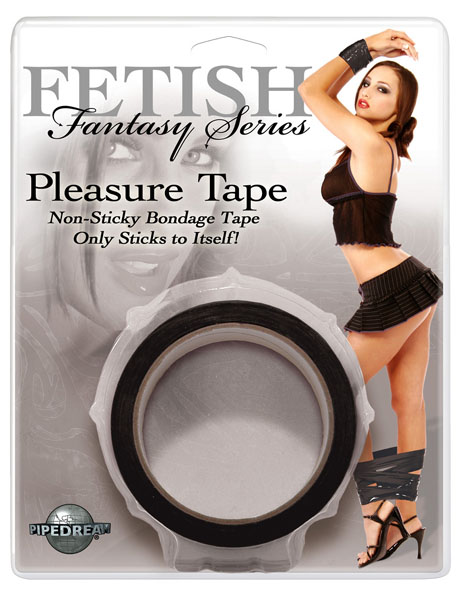 FETISH
Fantasy Series
Pleasure Tape
Non-Sticky Bondage Tape
Only Sticks to Itself!
PIPEDREAM